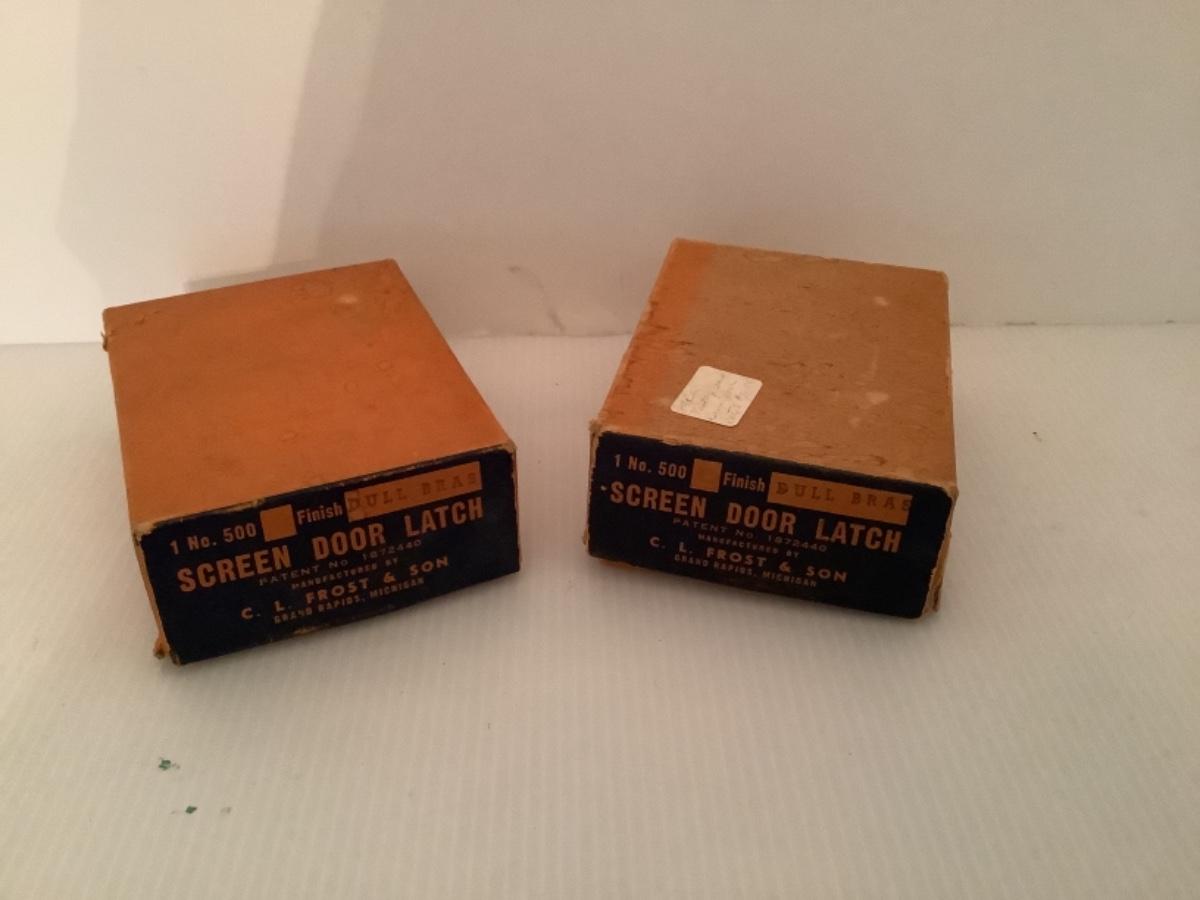 1 No. 500 Finish DULL BRAS
SCREEN DOOR LATCH
PATENT No. 1872440
MANUFACTURED BY
C. L. FROST & SON
GRAND RAPIDS, MICHIGAN
1 No. 500 Finish DULL BRAS
SCREEN DOOR LATCH
PATENT No. 1872440
MANUFACTURED BY
C. L. FROST & SON
GRAND RAPIDS, MICHIGAN